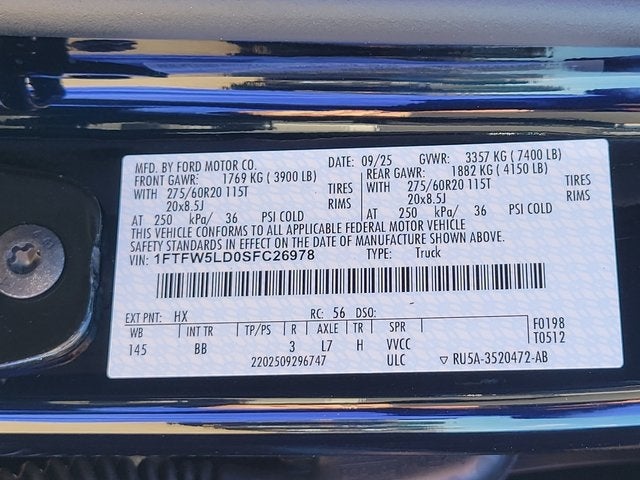 MFD. BY FORD MOTOR CO. DATE: 09/25 GVWR: 3357 KG ( 7400 LB)
FRONT GAWR: 1769 KG ( 3900 LB) REAR GAWR: 1882 KG ( 4150 LB)
WITH 275/60R20 115T TIRES WITH 275/60R20 115T TIRES
20x8.5J RIMS 20x8.5J RIMS
AT 250 kPa/ 36 PSI COLD AT 250 kPa/ 36 PSI COLD
THIS VEHICLE CONFORMS TO ALL APPLICABLE FEDERAL MOTOR VEHICLE
SAFETY STANDARDS IN EFFECT ON THE DATE OF MANUFACTURE SHOWN ABOVE.
VIN: 1FTFW5LD0SFC26978 TYPE: Truck
EXT PNT: HX RC: 56 DSO:
WB INT TR TP/PS R AXLE TR SPR F0198
145 BB 3 L7 H VVCC T0512
2202509296747 ULC ▽ RU5A-3520472-AB